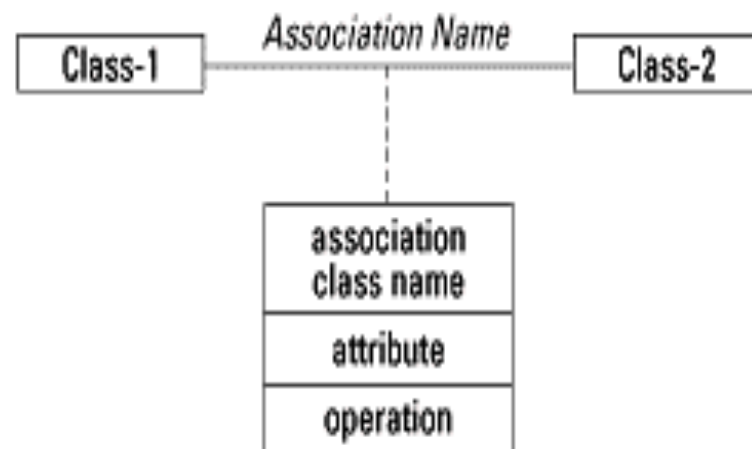 Association Name
Class-1
Class-2
association
class name
attribute
operation